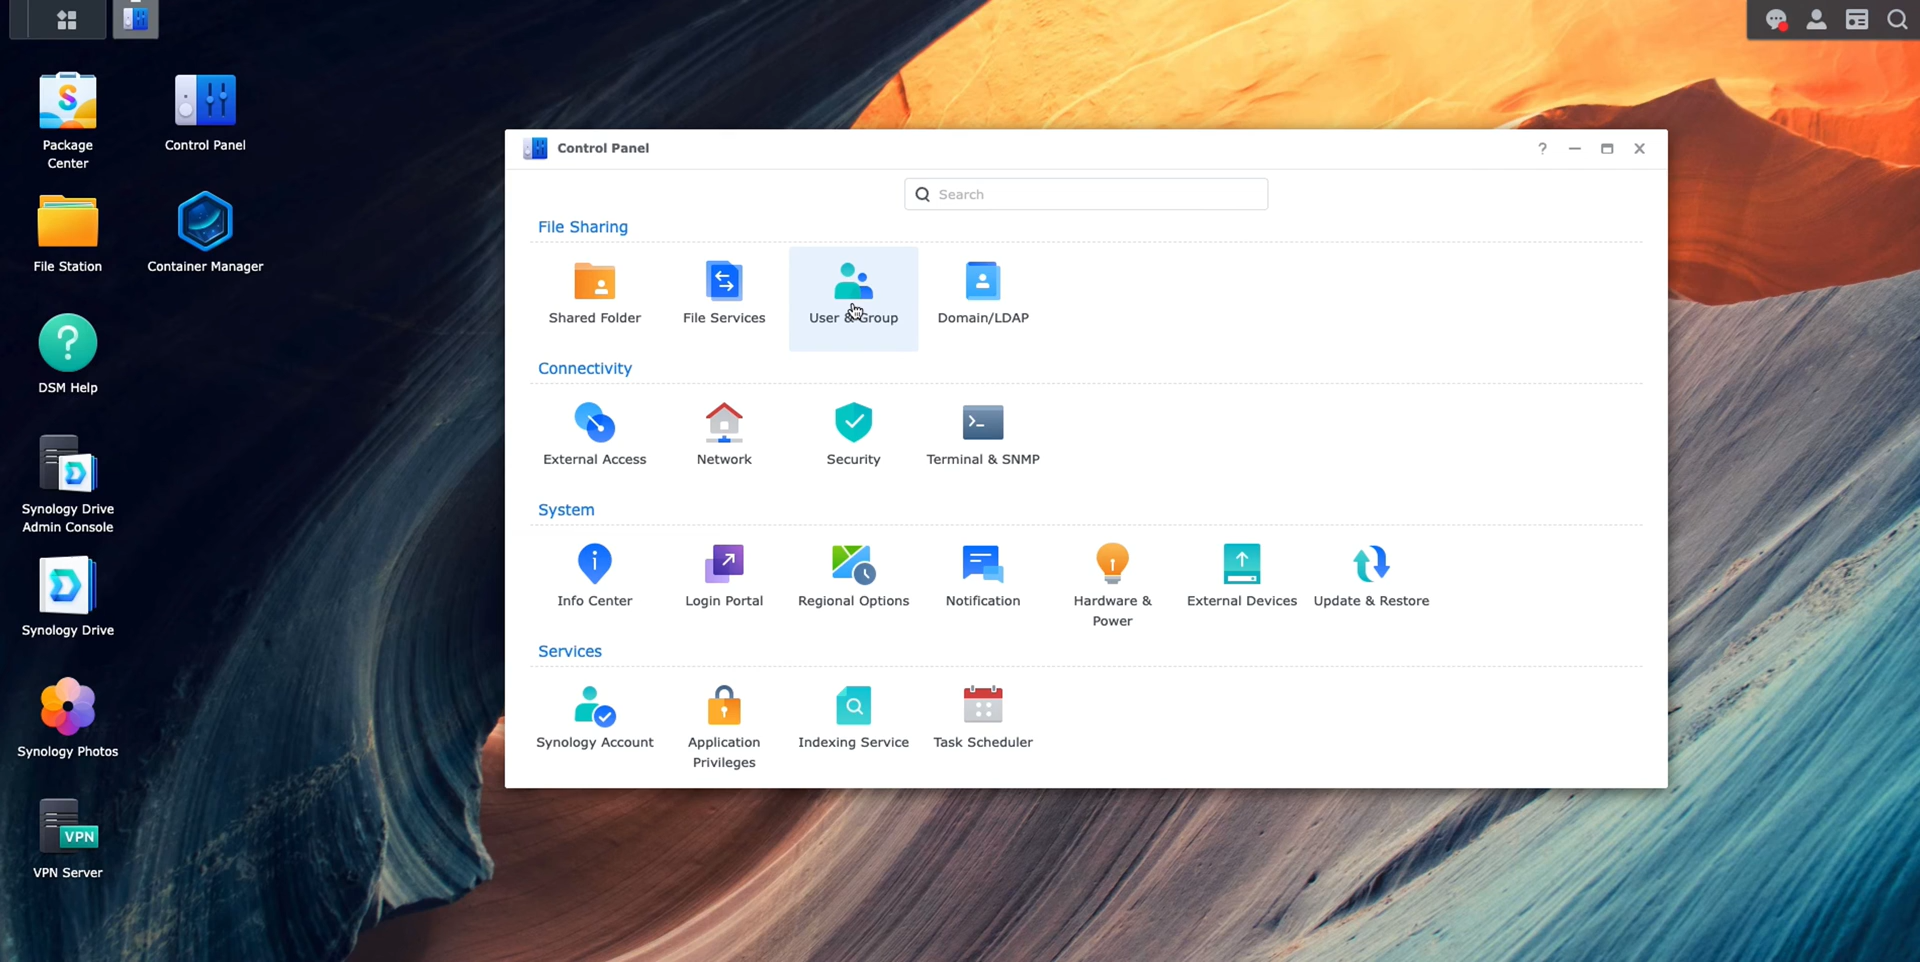 Package
Center
Control Panel
File Station
Container Manager
DSM Help
Synology Drive
Admin Console
Synology Drive
Synology Photos
VPN
VPN Server
Control Panel
?
Search
File Sharing
Shared Folder
File Services
User & Group
Domain/LDAP
Connectivity
External Access
Network
Security
Terminal & SNMP
System
Info Center
Login Portal
Regional Options
Notification
Hardware &
Power
External Devices
Update & Restore
Services
Synology Account
Application
Privileges
Indexing Service
Task Scheduler